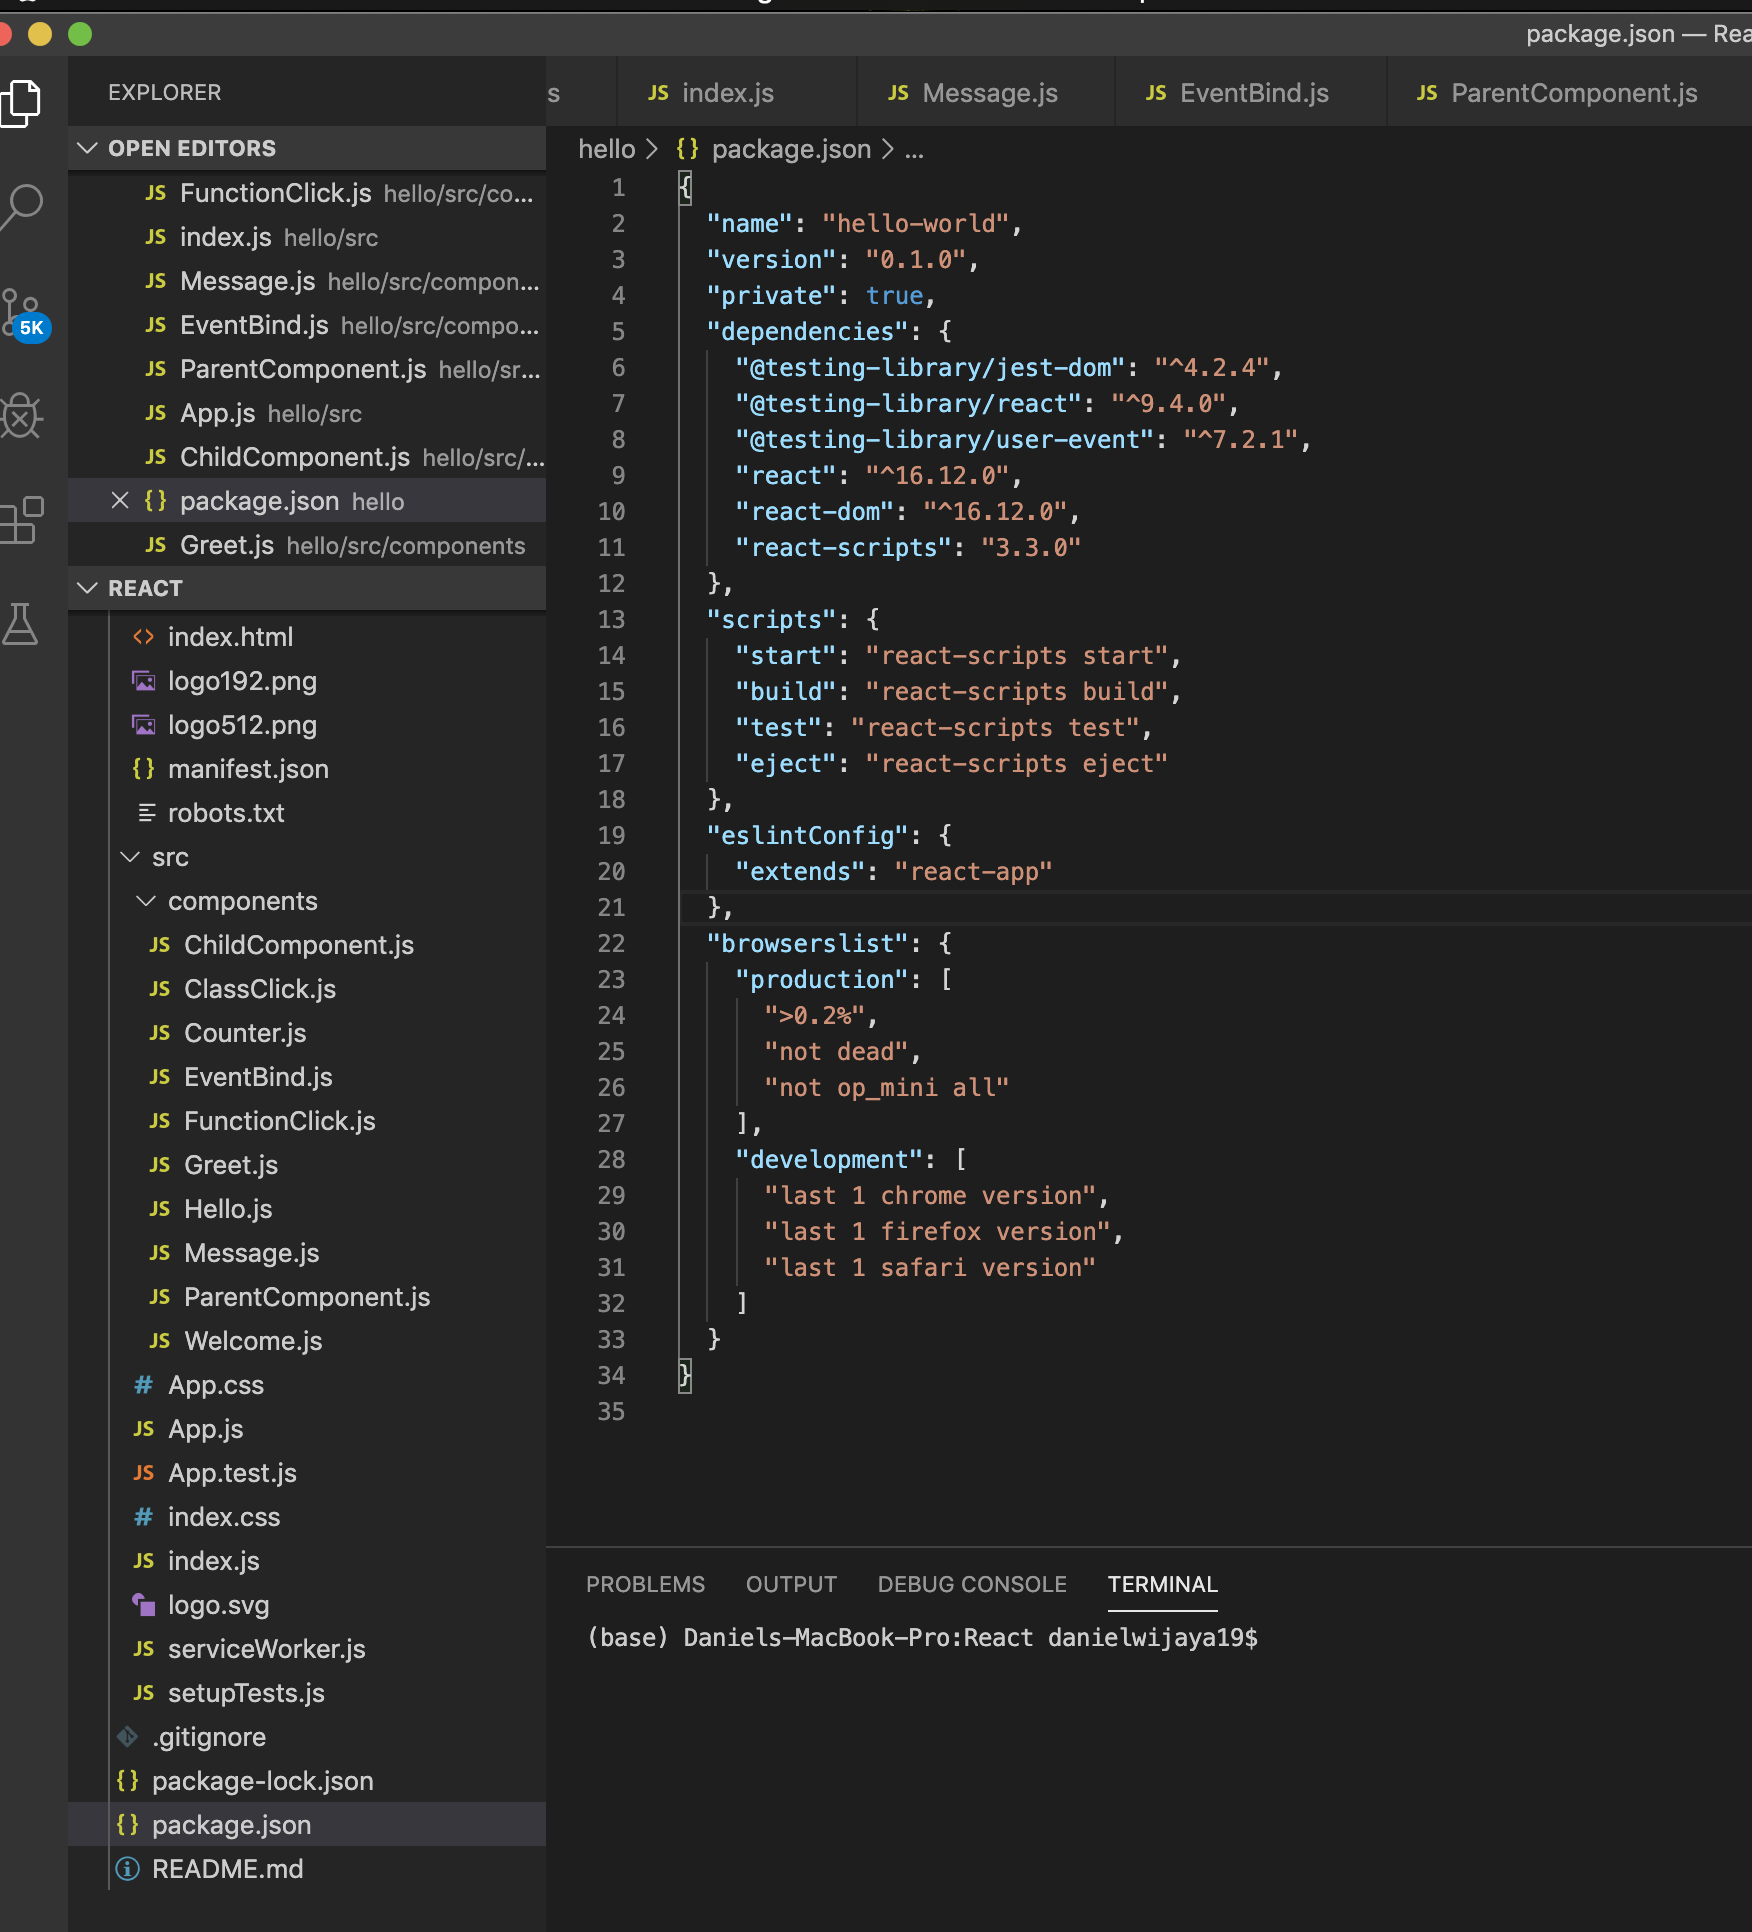 package.json — Rea
EXPLORER
s
JS index.js
JS Message.js
JS EventBind.js
JS ParentComponent.js
OPEN EDITORS
JS FunctionClick.js hello/src/co...
JS index.js hello/src
JS Message.js hello/src/compon...
JS EventBind.js hello/src/compo...
JS ParentComponent.js hello/sr...
JS App.js hello/src
JS ChildComponent.js hello/src/...
{} package.json hello
JS Greet.js hello/src/components
5K
REACT
<> index.html
logo192.png
logo512.png
{} manifest.json
robots.txt
src
components
JS ChildComponent.js
JS ClassClick.js
JS Counter.js
JS EventBind.js
JS FunctionClick.js
JS Greet.js
JS Hello.js
JS Message.js
JS ParentComponent.js
JS Welcome.js
# App.css
JS App.js
JS App.test.js
# index.css
JS index.js
logo.svg
JS serviceWorker.js
JS setupTests.js
.gitignore
{} package-lock.json
{} package.json
README.md
hello > {} package.json > ...
1 {
2 "name": "hello-world",
3 "version": "0.1.0",
4 "private": true,
5 "dependencies": {
6 "@testing-library/jest-dom": "^4.2.4",
7 "@testing-library/react": "^9.4.0",
8 "@testing-library/user-event": "^7.2.1",
9 "react": "^16.12.0",
10 "react-dom": "^16.12.0",
11 "react-scripts": "3.3.0"
12 },
13 "scripts": {
14 "start": "react-scripts start",
15 "build": "react-scripts build",
16 "test": "react-scripts test",
17 "eject": "react-scripts eject"
18 },
19 "eslintConfig": {
20 "extends": "react-app"
21 },
22 "browserslist": {
23 "production": [
24 ">0.2%",
25 "not dead",
26 "not op_mini all"
27 ],
28 "development": [
29 "last 1 chrome version",
30 "last 1 firefox version",
31 "last 1 safari version"
32 ]
33 }
34 }
35
PROBLEMS
OUTPUT
DEBUG CONSOLE
TERMINAL
(base) Daniels-MacBook-Pro:React danielwijaya19$